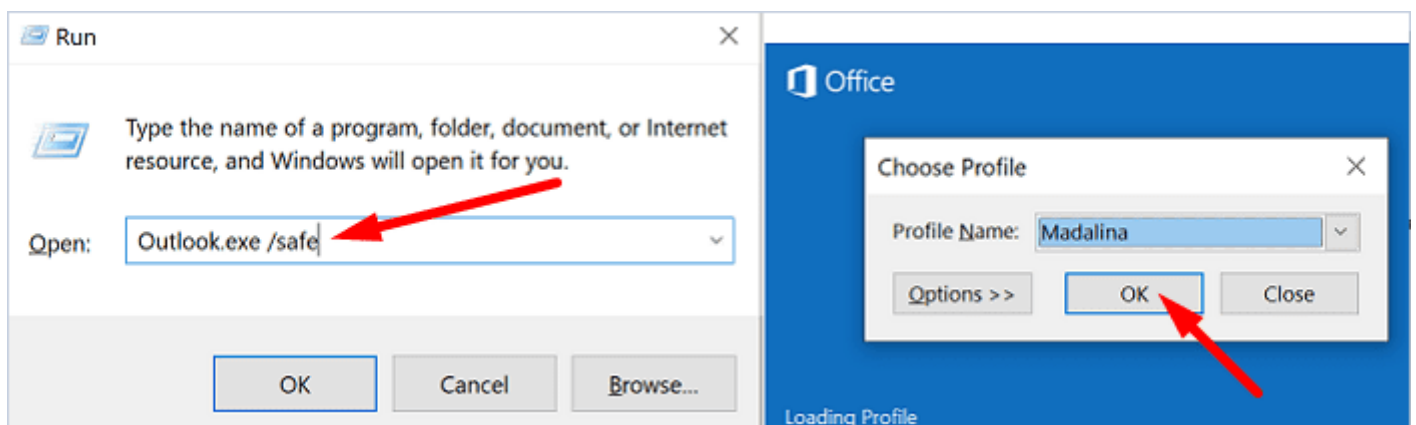 Run
Type the name of a program, folder, document, or Internet
resource, and Windows will open it for you.
Open: Outlook.exe /safe
OK Cancel Browse...
Office
Choose Profile
Profile Name: Madalina
Options >> OK Close
Loading Profile